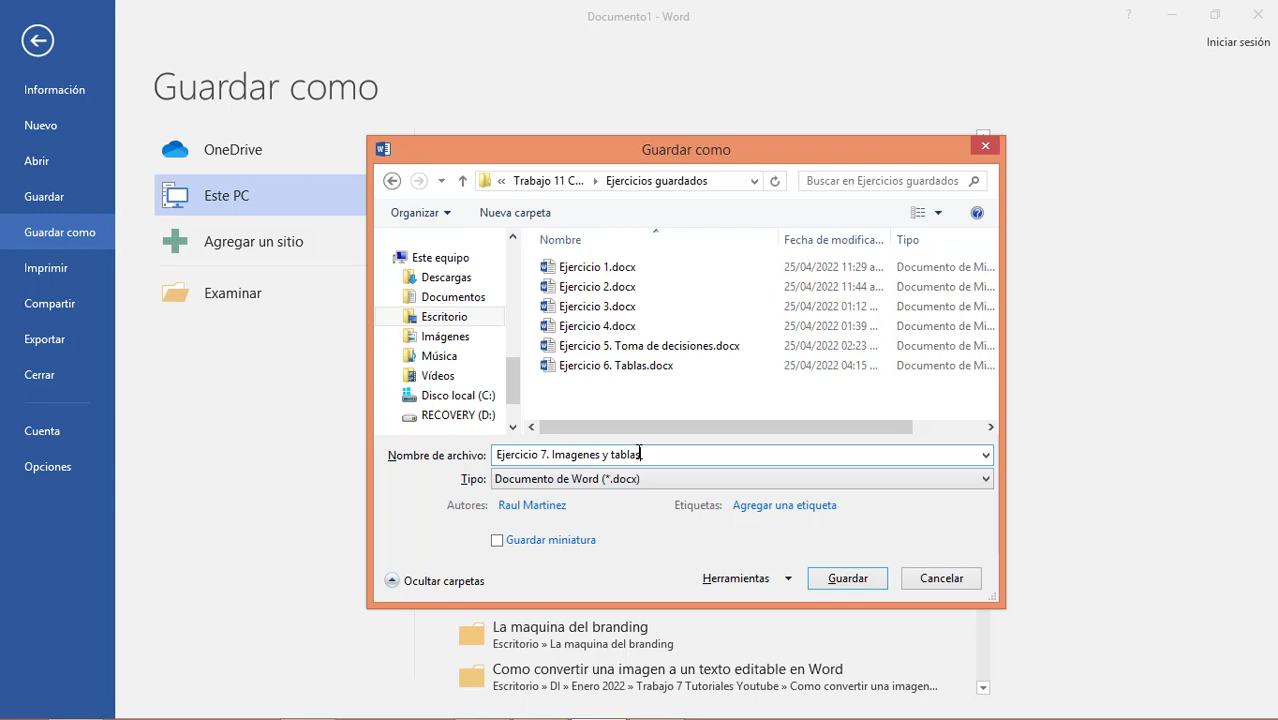 Documento1 - Word
?
Iniciar sesión
Información
Nuevo
Abrir
Guardar
Guardar como
Imprimir
Compartir
Exportar
Cerrar
Cuenta
Opciones
Guardar como
OneDrive
Este PC
Agregar un sitio
Examinar
Guardar como
« Trabajo 11 C... Ejercicios guardados
Buscar en Ejercicios guardados
Organizar
Nueva carpeta
Este equipo
Descargas
Documentos
Escritorio
Imágenes
Música
Vídeos
Disco local (C:)
RECOVERY (D:)
Nombre Fecha de modifica... Tipo
Ejercicio 1.docx 25/04/2022 11:29 a... Documento de Mi...
Ejercicio 2.docx 25/04/2022 11:44 a... Documento de Mi...
Ejercicio 3.docx 25/04/2022 01:12 ... Documento de Mi...
Ejercicio 4.docx 25/04/2022 01:39 ... Documento de Mi...
Ejercicio 5. Toma de decisiones.docx 25/04/2022 02:23 ... Documento de Mi...
Ejercicio 6. Tablas.docx 25/04/2022 04:15 ... Documento de Mi...
Nombre de archivo: Ejercicio 7. Imagenes y tablas
Tipo: Documento de Word (*.docx)
Autores: Raul Martinez Etiquetas: Agregar una etiqueta
Guardar miniatura
Ocultar carpetas
Herramientas
Guardar
Cancelar
La maquina del branding
Escritorio » La maquina del branding
Como convertir una imagen a un texto editable en Word
Escritorio » DI » Enero 2022 » Trabajo 7 Tutoriales Youtube » Como convertir una imagen...